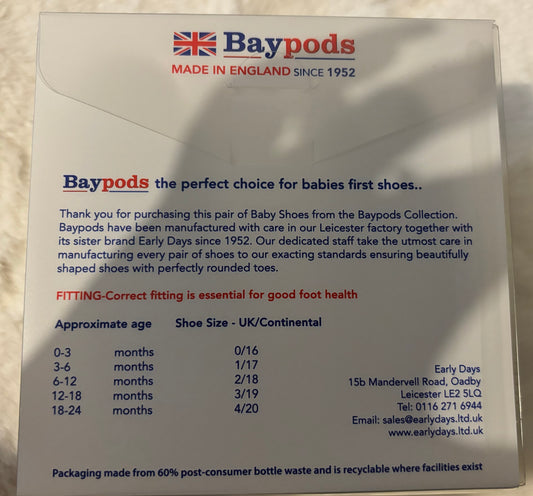 Baypods
MADE IN ENGLAND SINCE 1952
Baypods the perfect choice for babies first shoes..
Thank you for purchasing this pair of Baby Shoes from the Baypods Collection.
Baypods have been manufactured with care in our Leicester factory together with
its sister brand Early Days since 1952. Our dedicated staff take the utmost care in
manufacturing every pair of shoes to our exacting standards ensuring beautifully
shaped shoes with perfectly rounded toes.
FITTING-Correct fitting is essential for good foot health
Approximate age Shoe Size - UK/Continental
0-3 months 0/16
3-6 months 1/17
6-12 months 2/18
12-18 months 3/19
18-24 months 4/20
Early Days
15b Mandervell Road, Oadby
Leicester LE2 5LQ
Tel: 0116 271 6944
Email: sales@earlydays.ltd.uk
www.earlydays.ltd.uk
Packaging made from 60% post-consumer bottle waste and is recyclable where facilities exist